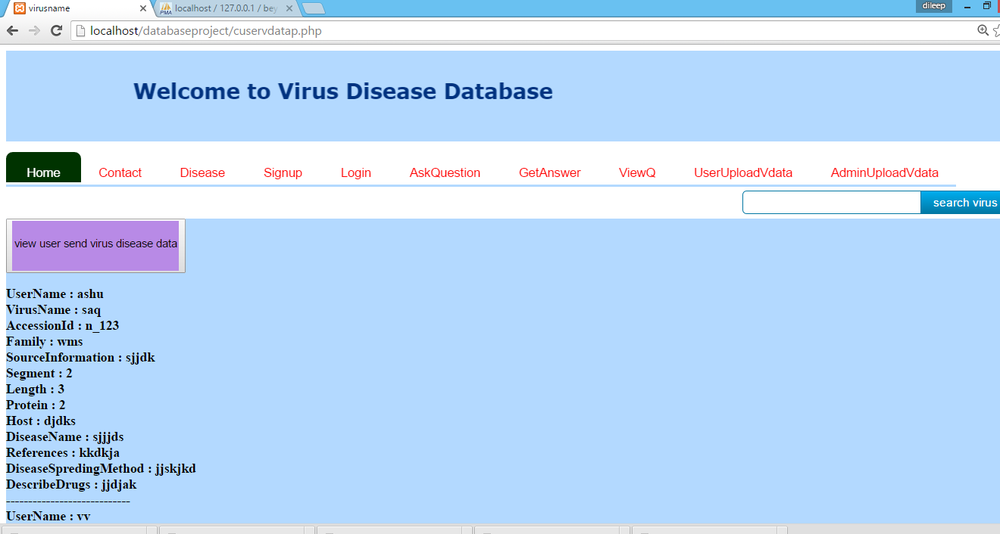 virusname
localhost / 127.0.0.1 / bey
dileep
localhost/databaseproject/cuservdatap.php
Welcome to Virus Disease Database
Home Contact Disease Signup Login AskQuestion GetAnswer ViewQ UserUploadVdata AdminUploadVdata
search virus
view user send virus disease data
UserName : ashu
VirusName : saq
AccessionId : n_123
Family : wms
SourceInformation : sjjdk
Segment : 2
Length : 3
Protein : 2
Host : djdks
DiseaseName : sjjjds
References : kkdkja
DiseaseSpredingMethod : jjskjkd
DescribeDrugs : jjdjak
----------------------------
UserName : vv